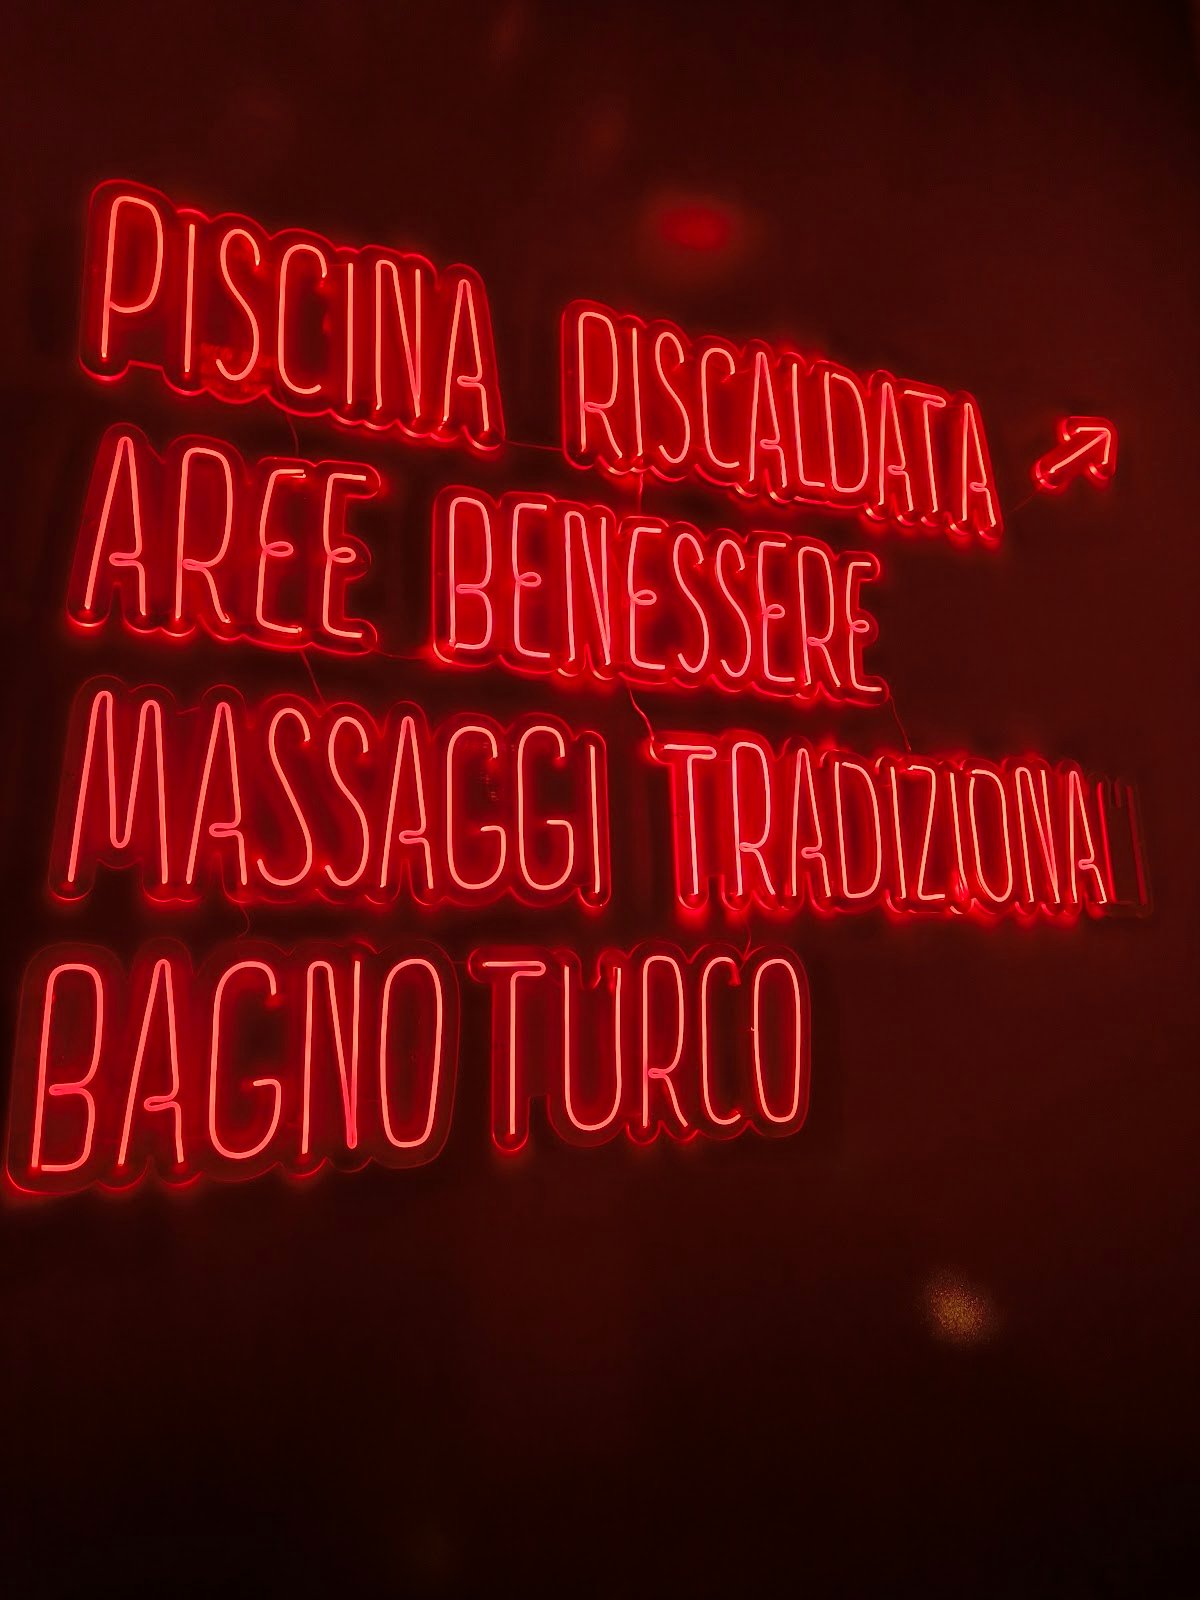 PISCINA RISCALDATA ↗
AREE BENESSERE
MASSAGGI TRADIZIONALI
BAGNO TURCO